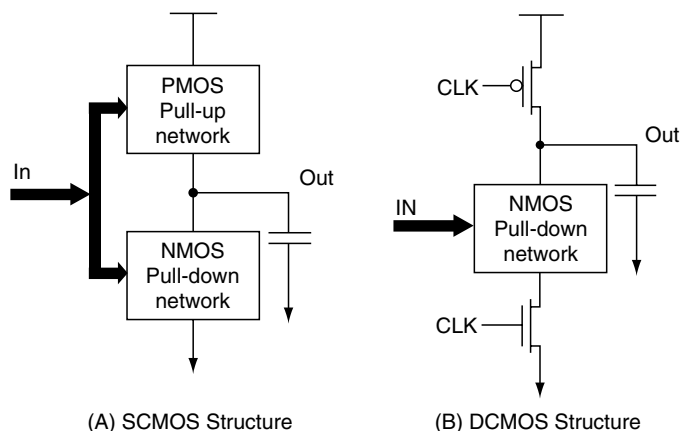 PMOS
Pull-up
network
In
Out
NMOS
Pull-down
network
(A) SCMOS Structure
CLK
Out
IN
NMOS
Pull-down
network
CLK
(B) DCMOS Structure